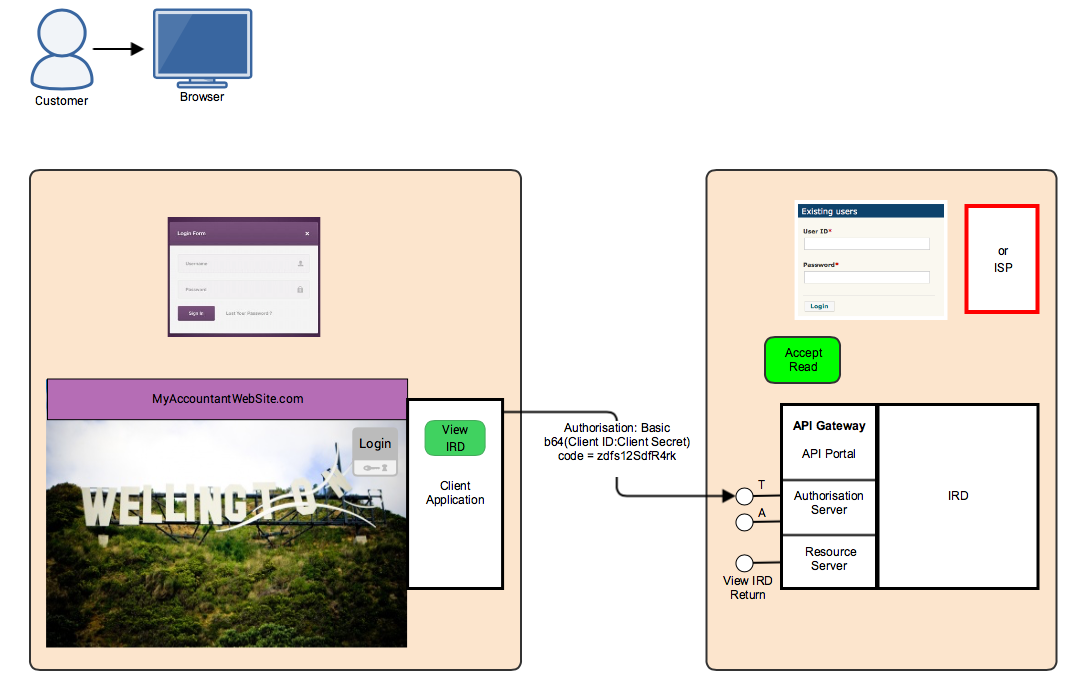 Customer
Browser
Login Form
Username
Password
Sign In
Lost Your Password?
MyAccountantWebSite.com
Login
WELLINGTON
View
IRD
Client
Application
Authorisation: Basic
b64(Client ID:Client Secret)
code = zdfs12SdfR4rk
Existing users
User ID*
Password*
Login
or
ISP
Accept
Read
API Gateway
API Portal
T
Authorisation
Server
A
Resource
Server
View IRD
Return
IRD